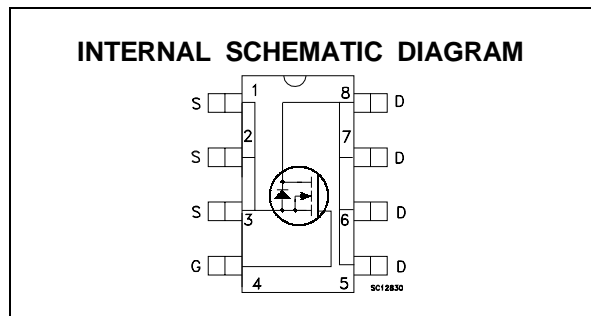 INTERNAL SCHEMATIC DIAGRAM
1 8
S D
2 7
S D
S D
3 6
G D
4 5
SC12830